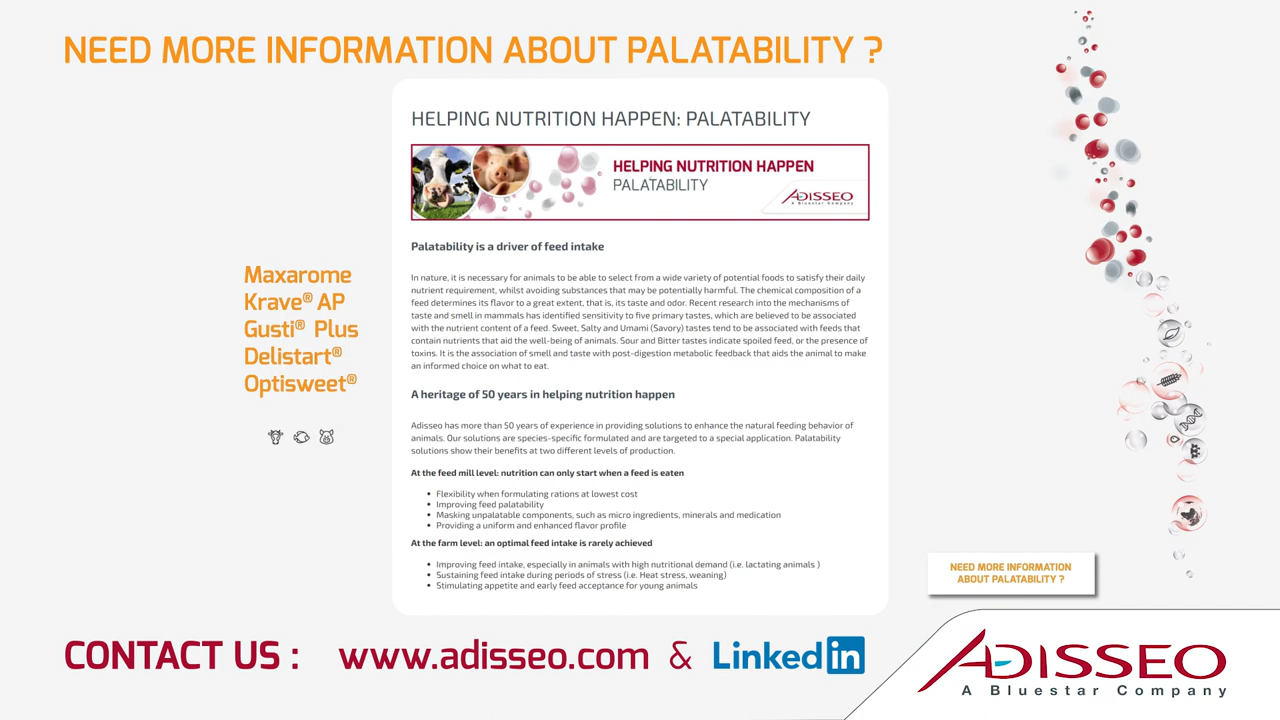 NEED MORE INFORMATION ABOUT PALATABILITY ?
HELPING NUTRITION HAPPEN: PALATABILITY
HELPING NUTRITION HAPPEN
PALATABILITY
ADISSEO
A Bluestar Company
Palatability is a driver of feed intake
In nature, it is necessary for animals to be able to select from a wide variety of potential foods to satisfy their daily
nutrient requirement, whilst avoiding substances that may be potentially harmful. The chemical composition of a
feed determines its flavor to a great extent, that is, its taste and odor. Recent research into the mechanisms of
taste and smell in mammals has identified sensitivity to five primary tastes, which are believed to be associated
with the nutrient content of a feed. Sweet, Salty and Umami (Savory) tastes tend to be associated with feeds that
contain nutrients that aid the well-being of animals. Sour and Bitter tastes indicate spoiled feed, or the presence of
toxins. It is the association of smell and taste with post-digestion metabolic feedback that aids the animal to make
an informed choice on what to eat.
A heritage of 50 years in helping nutrition happen
Adisseo has more than 50 years of experience in providing solutions to enhance the natural feeding behavior of
animals. Our solutions are species-specific formulated and are targeted to a special application. Palatability
solutions show their benefits at two different levels of production.
At the feed mill level: nutrition can only start when a feed is eaten
• Flexibility when formulating rations at lowest cost
• Improving feed palatability
• Masking unpalatable components, such as micro ingredients, minerals and medication
• Providing a uniform and enhanced flavor profile
At the farm level: an optimal feed intake is rarely achieved
• Improving feed intake, especially in animals with high nutritional demand (i.e. lactating animals )
• Sustaining feed intake during periods of stress (i.e. Heat stress, weaning)
• Stimulating appetite and early feed acceptance for young animals
Maxarome
Krave® AP
Gusti® Plus
Delistart®
Optisweet®
NEED MORE INFORMATION
ABOUT PALATABILITY ?
CONTACT US : www.adisseo.com & Linked in
ADISSEO
A Bluestar Company